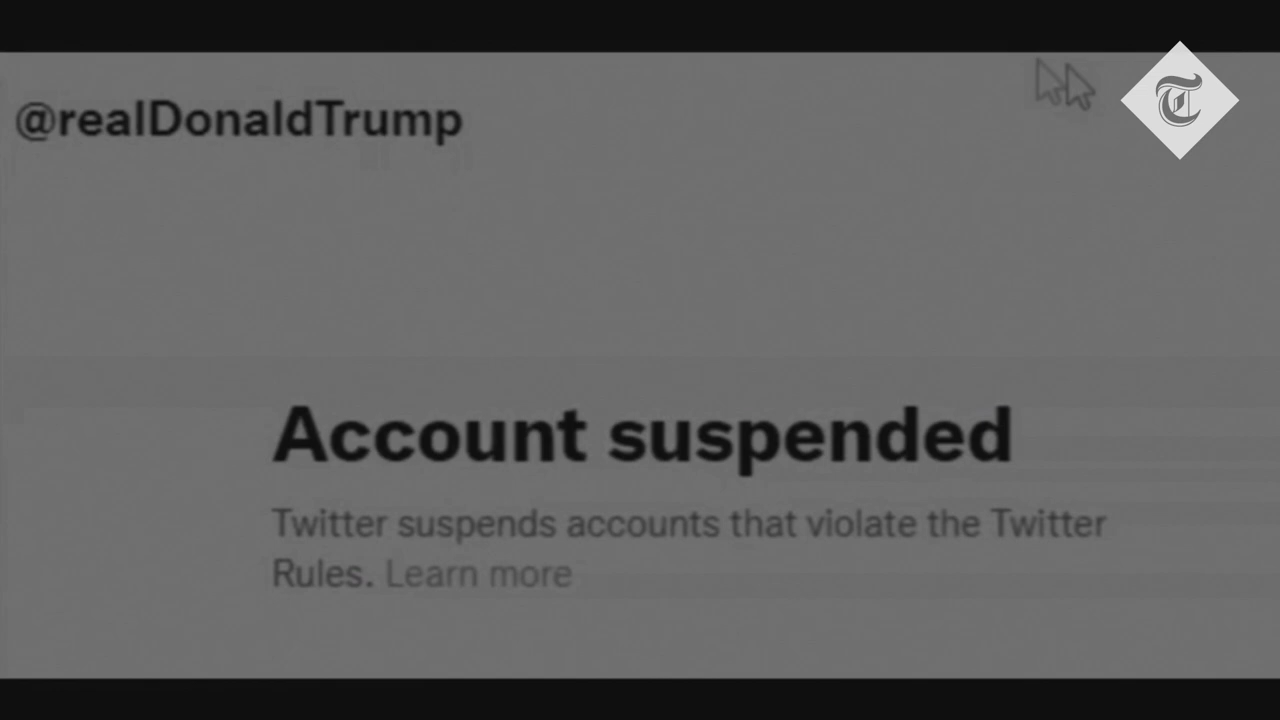 @realDonaldTrump
T
Account suspended
Twitter suspends accounts that violate the Twitter
Rules. Learn more